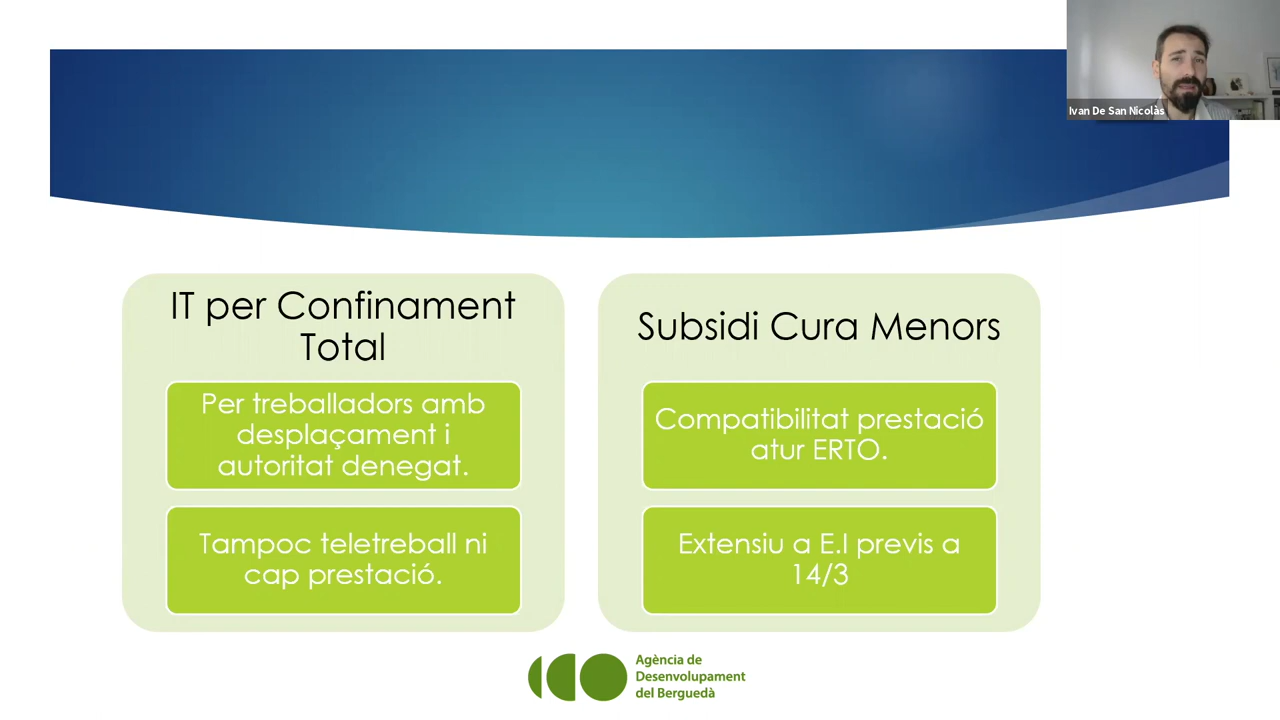 Ivan De San Nicolàs
IT per Confinament
Total
Per treballadors amb
desplaçament i
autoritat denegat.
Tampoc teletreball ni
cap prestació.
Subsidi Cura Menors
Compatibilitat prestació
atur ERTO.
Extensiu a E.I previs a
14/3
Agència de
Desenvolupament
del Berguedà